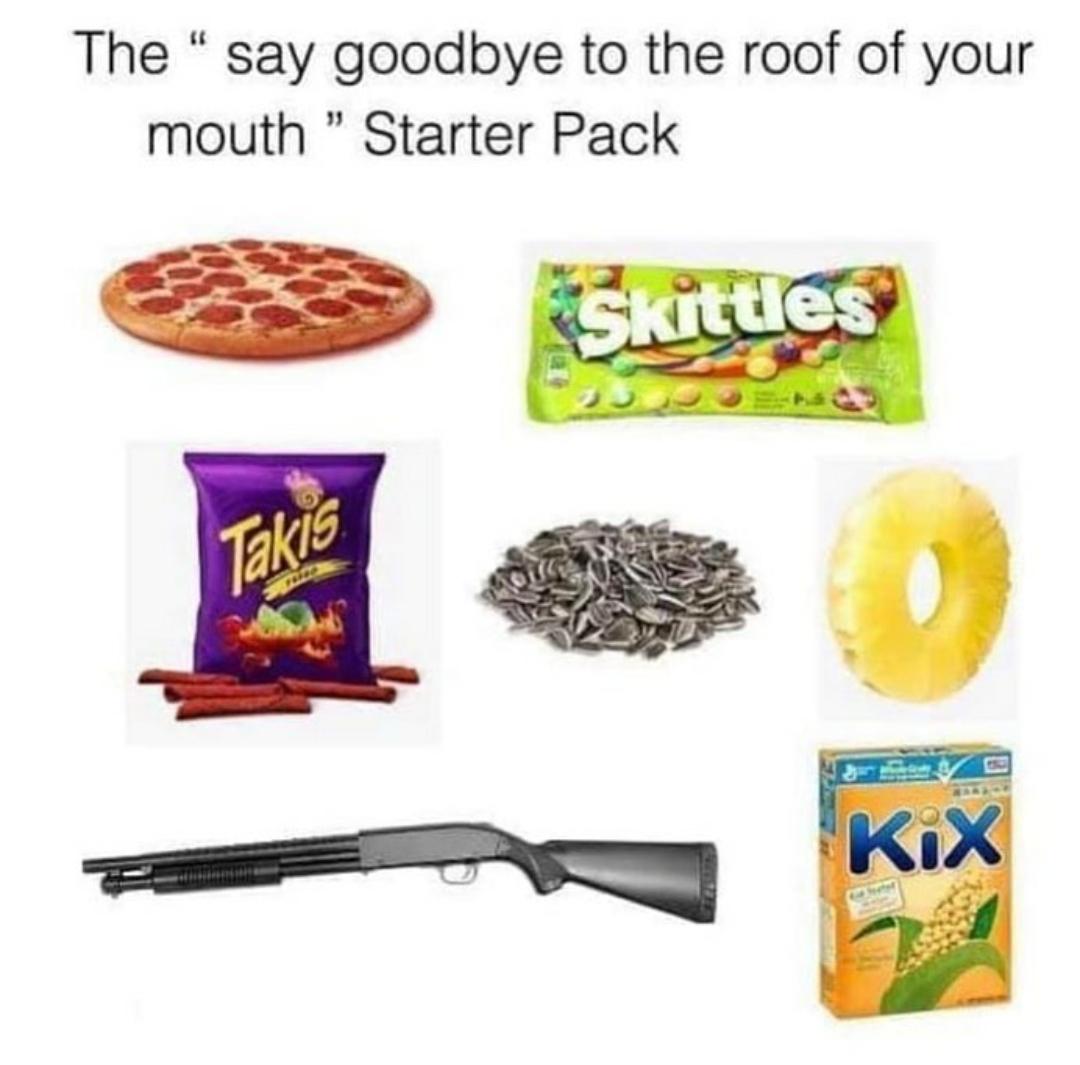 The “ say goodbye to the roof of your
mouth ” Starter Pack
Skittles
Takis
KiX